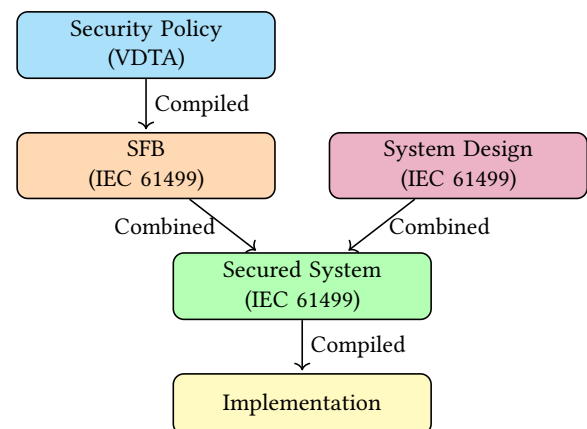 Security Policy
(VDTA)
Compiled
SFB
(IEC 61499)
System Design
(IEC 61499)
Combined
Combined
Secured System
(IEC 61499)
Compiled
Implementation